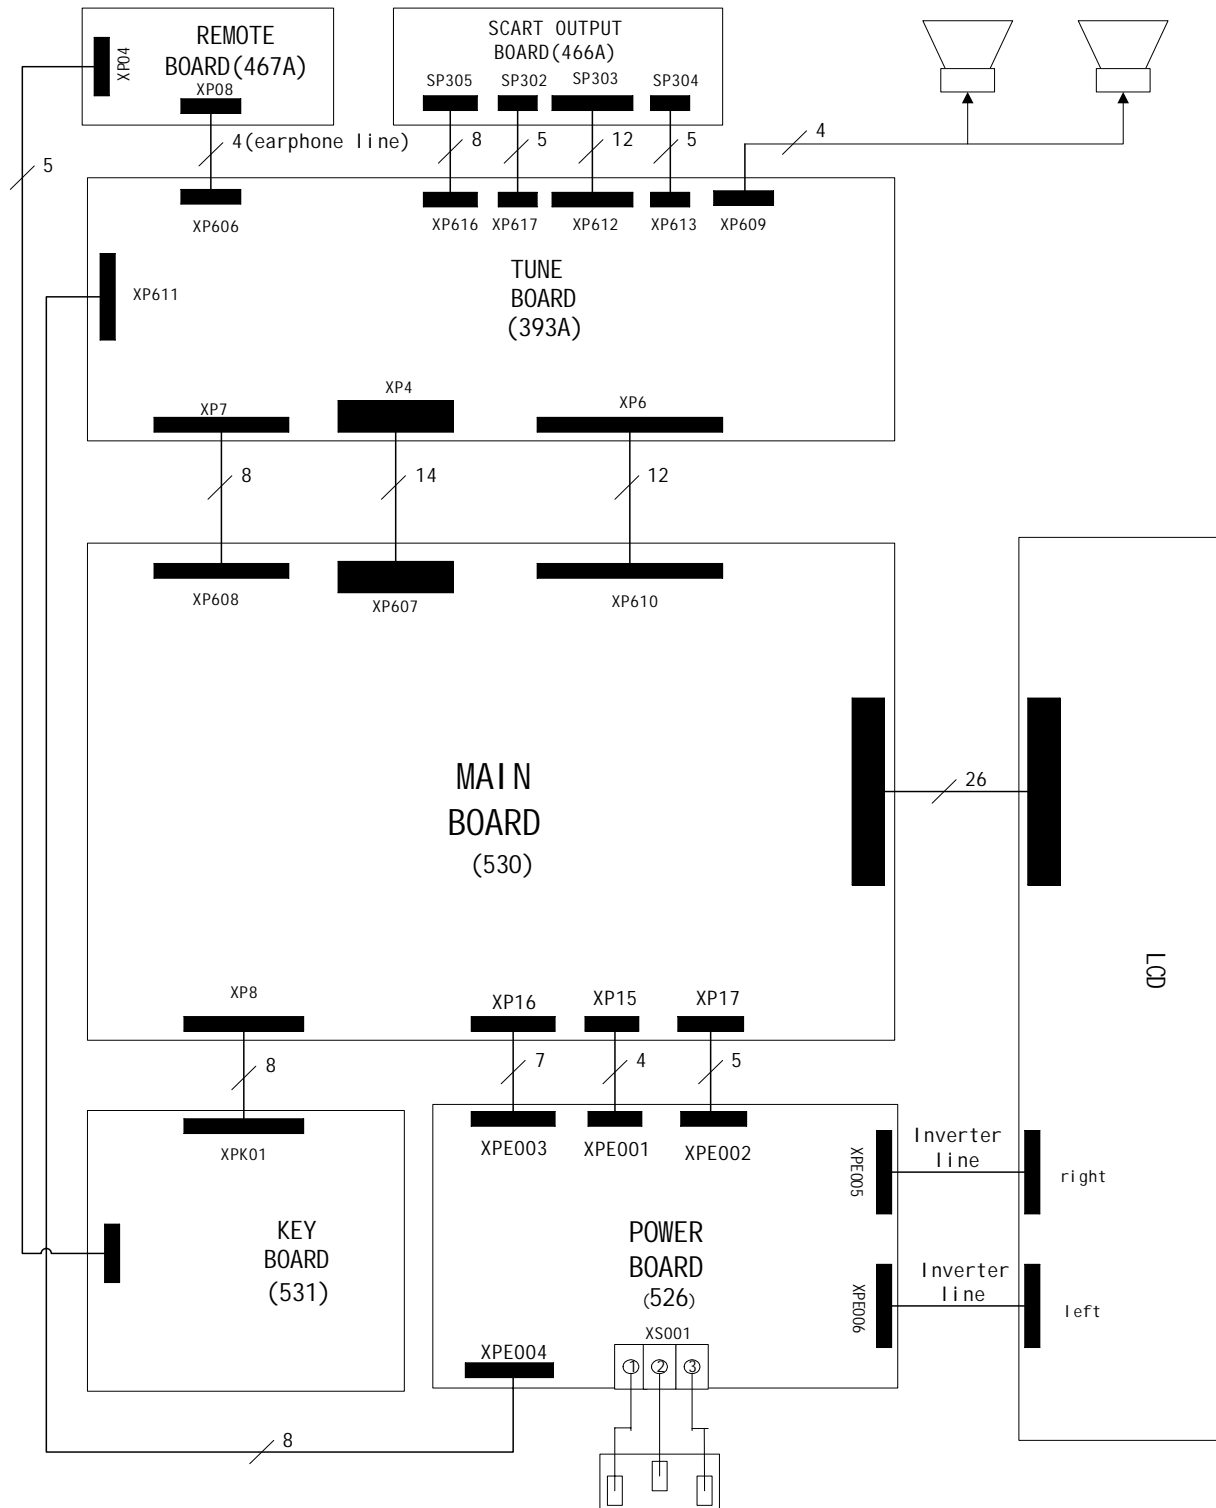 REMOTE
BOARD(467A)
XP04
XP08
SCART OUTPUT
BOARD(466A)
SP305
SP302
SP303
SP304
4(earphone line)
8
5
12
5
4
5
XP606
XP616
XP617
XP612
XP613
XP609
XP611
TUNE
BOARD
(393A)
XP7
XP4
XP6
8
14
12
XP608
XP607
XP610
MAIN
BOARD
(530)
26
LCD
XP8
XP16
XP15
XP17
8
7
4
5
XPK01
XPE003
XPE001
XPE002
XPE005
Inverter
line
right
KEY
BOARD
(531)
POWER
BOARD
(526)
XPE006
Inverter
line
left
XS001
XPE004
1
2
3
8